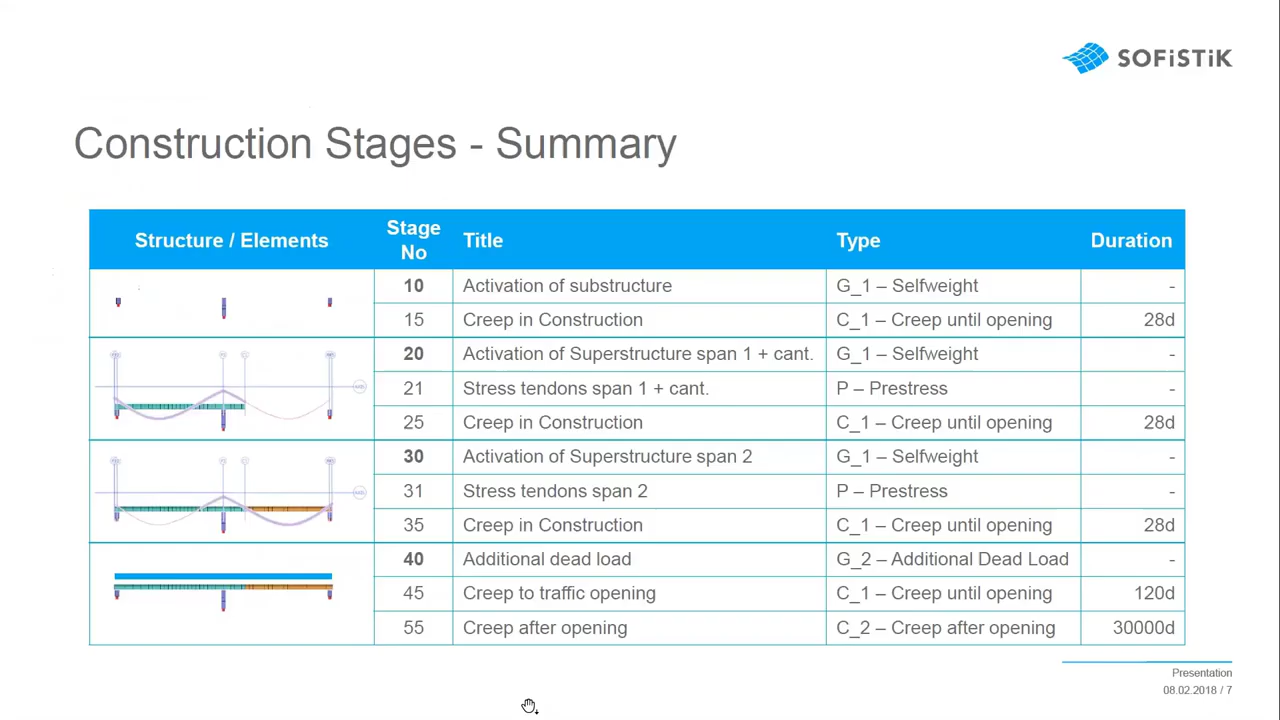 SOFiSTiK
Construction Stages - Summary
Structure / Elements
Stage
No
Title
Type
Duration
10 Activation of substructure G_1 – Selfweight -
15 Creep in Construction C_1 – Creep until opening 28d
20 Activation of Superstructure span 1 + cant. G_1 – Selfweight -
21 Stress tendons span 1 + cant. P – Prestress -
25 Creep in Construction C_1 – Creep until opening 28d
30 Activation of Superstructure span 2 G_1 – Selfweight -
31 Stress tendons span 2 P – Prestress -
35 Creep in Construction C_1 – Creep until opening 28d
40 Additional dead load G_2 – Additional Dead Load -
45 Creep to traffic opening C_1 – Creep until opening 120d
55 Creep after opening C_2 – Creep after opening 30000d
Presentation
08.02.2018 / 7